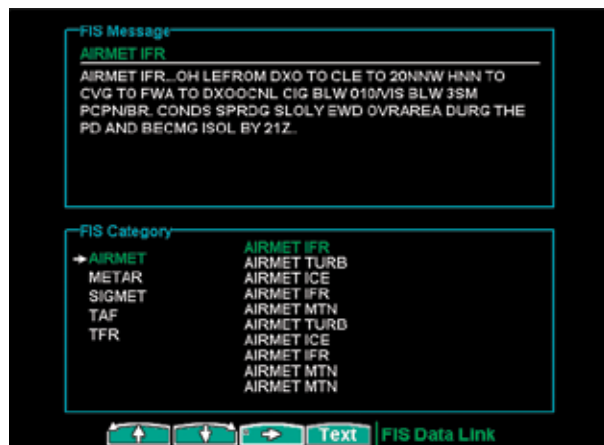 FIS Message
AIRMET IFR
AIRMET IFR...OH LEFROM DXO TO CLE TO 20NNW HNN TO
CVG TO FWA TO DXOOCNL CIG BLW 010/VIS BLW 3SM
PCPN/BR. CONDS SPRDG SLOLY EWD OVRAREA DURG THE
PD AND BECMG ISOL BY 21Z..
FIS Category
AIRMET
METAR
SIGMET
TAF
TFR
AIRMET IFR
AIRMET TURB
AIRMET ICE
AIRMET IFR
AIRMET MTN
AIRMET TURB
AIRMET ICE
AIRMET IFR
AIRMET MTN
AIRMET MTN
Text
FIS Data Link